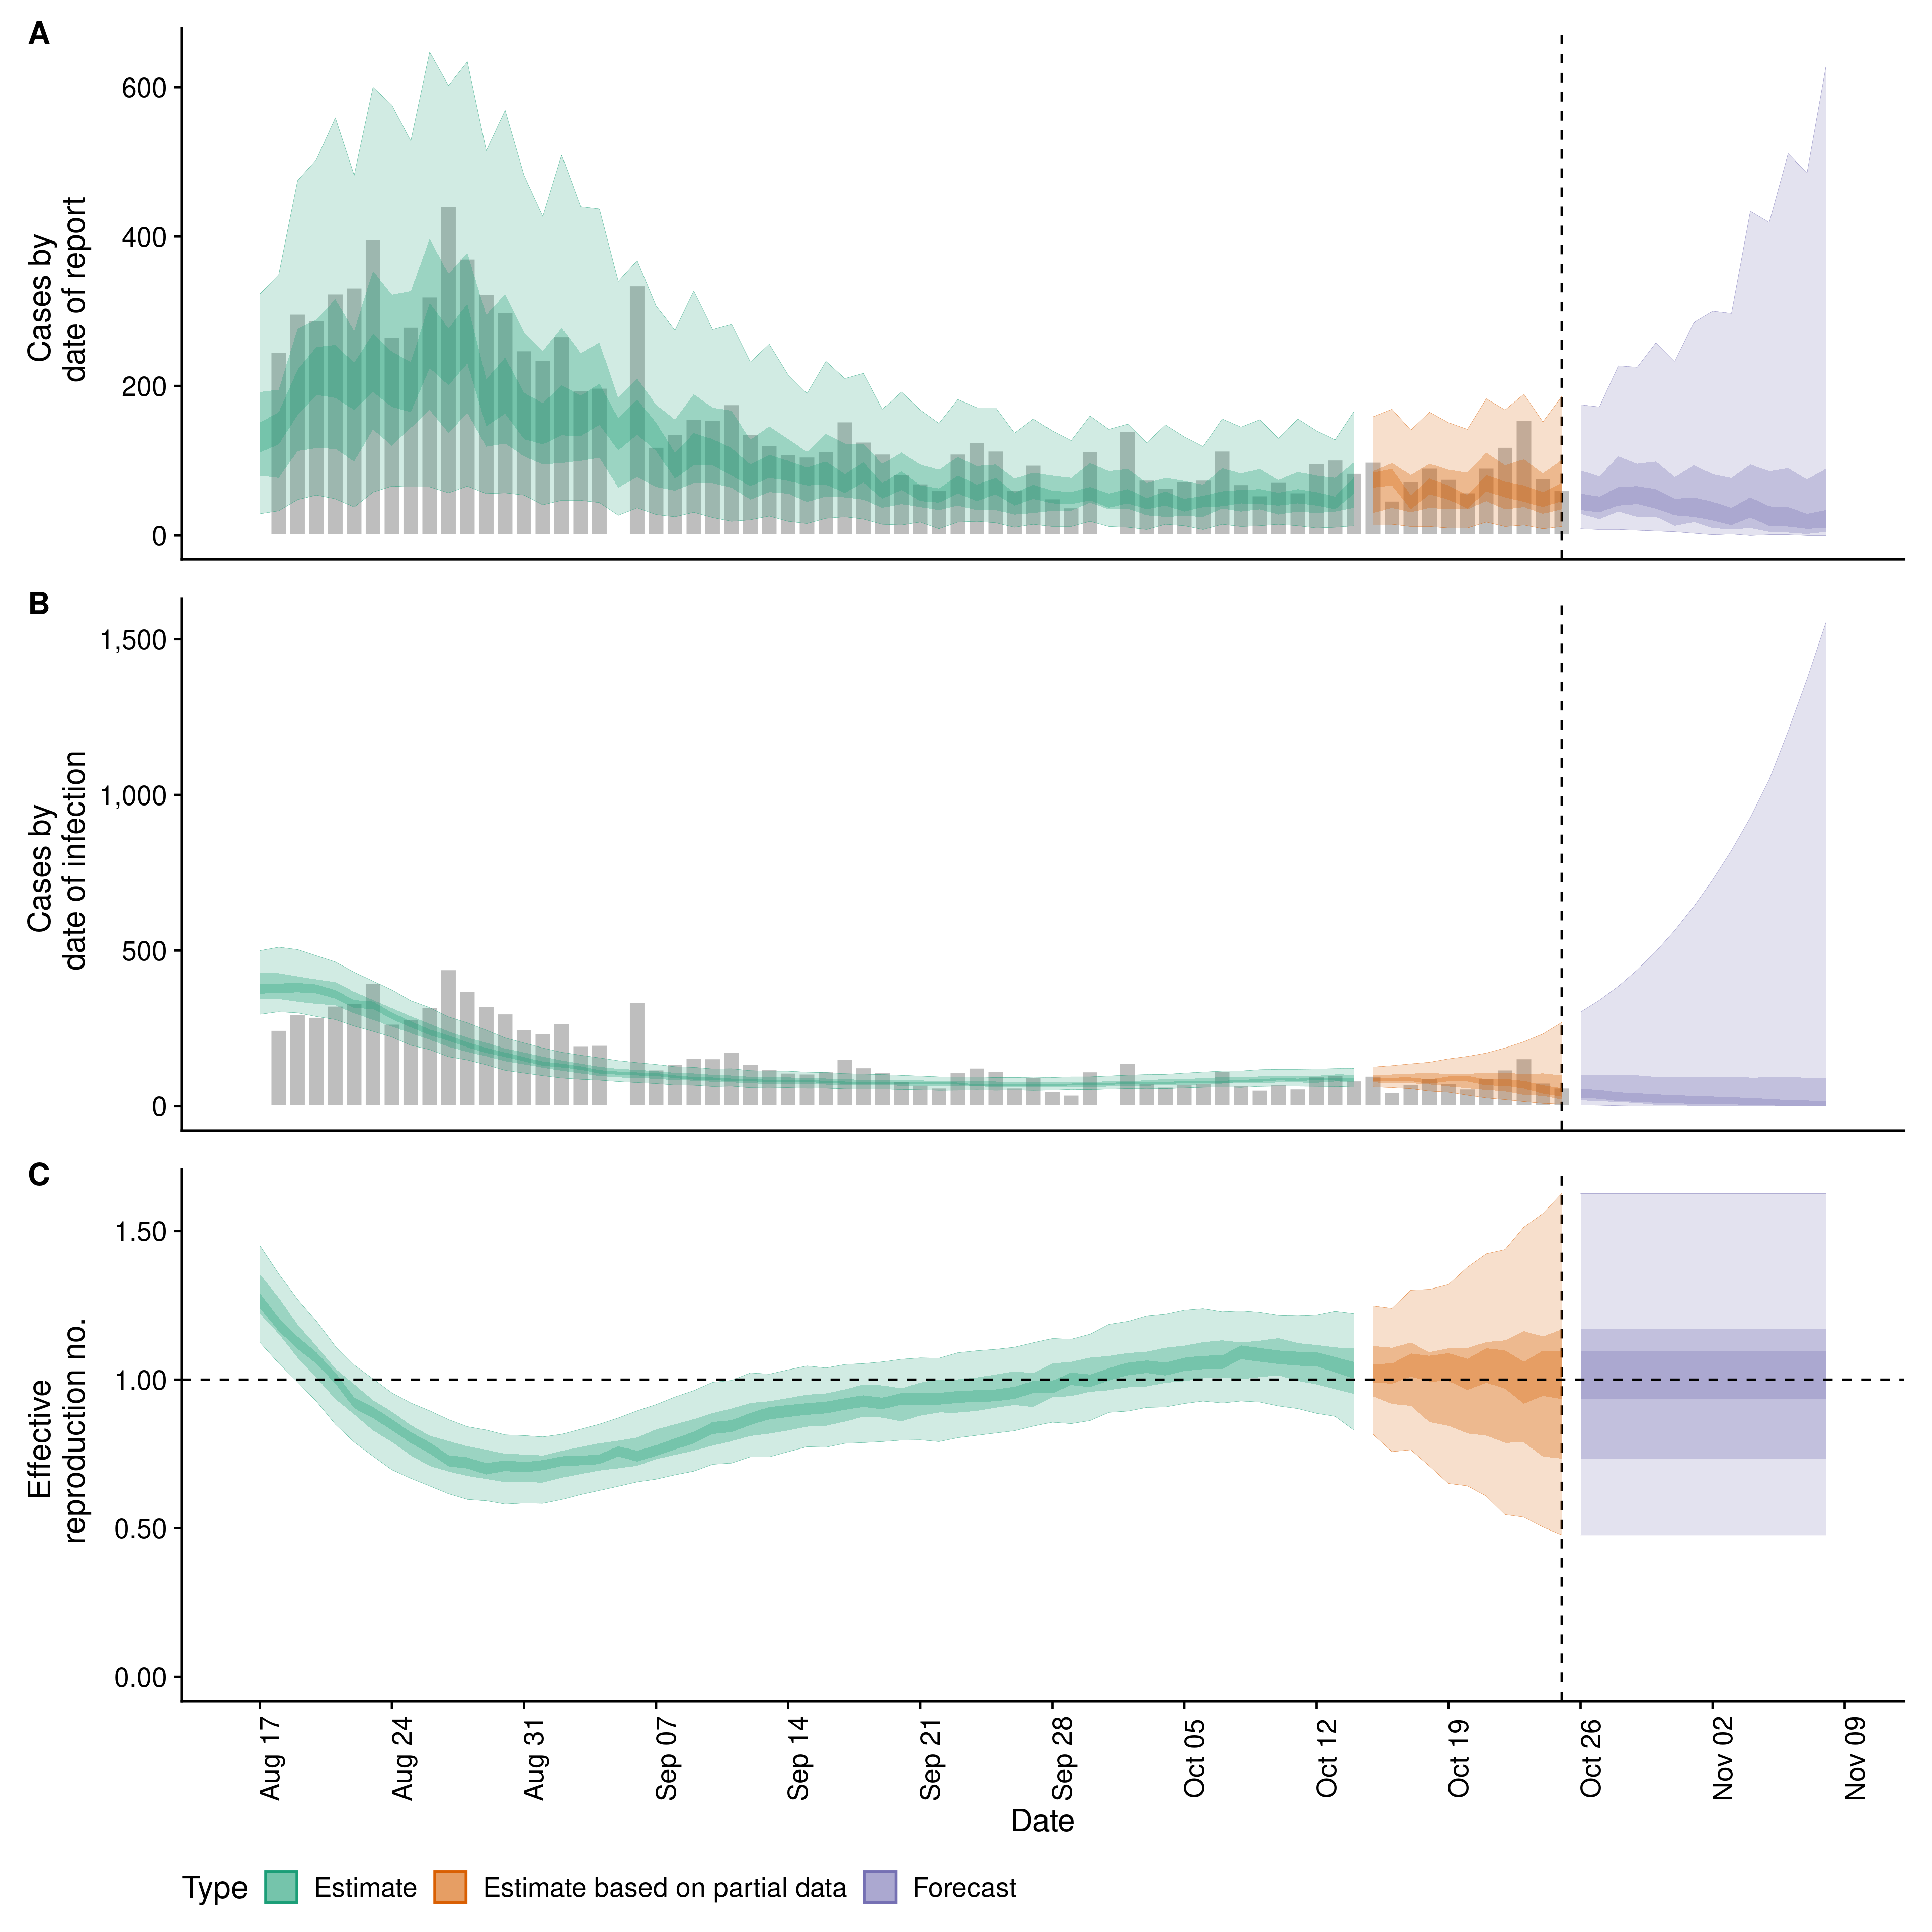 A
600
400
200
0
Cases by
date of report
B
1,500
1,000
500
0
Cases by
date of infection
C
1.50
1.00
0.50
0.00
Effective
reproduction no.
Aug 17
Aug 24
Aug 31
Sep 07
Sep 14
Sep 21
Sep 28
Oct 05
Oct 12
Oct 19
Oct 26
Nov 02
Nov 09
Date
Type Estimate Estimate based on partial data Forecast